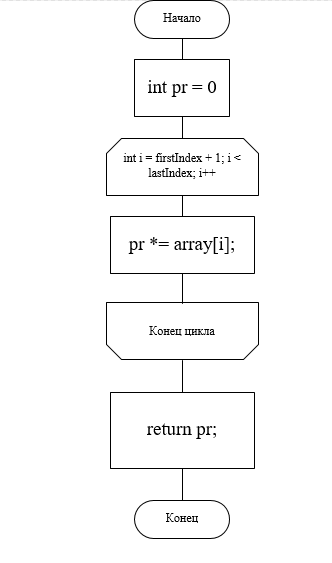 Начало
int pr = 0
int i = firstIndex + 1; i <
lastIndex; i++
pr *= array[i];
Конец цикла
return pr;
Конец